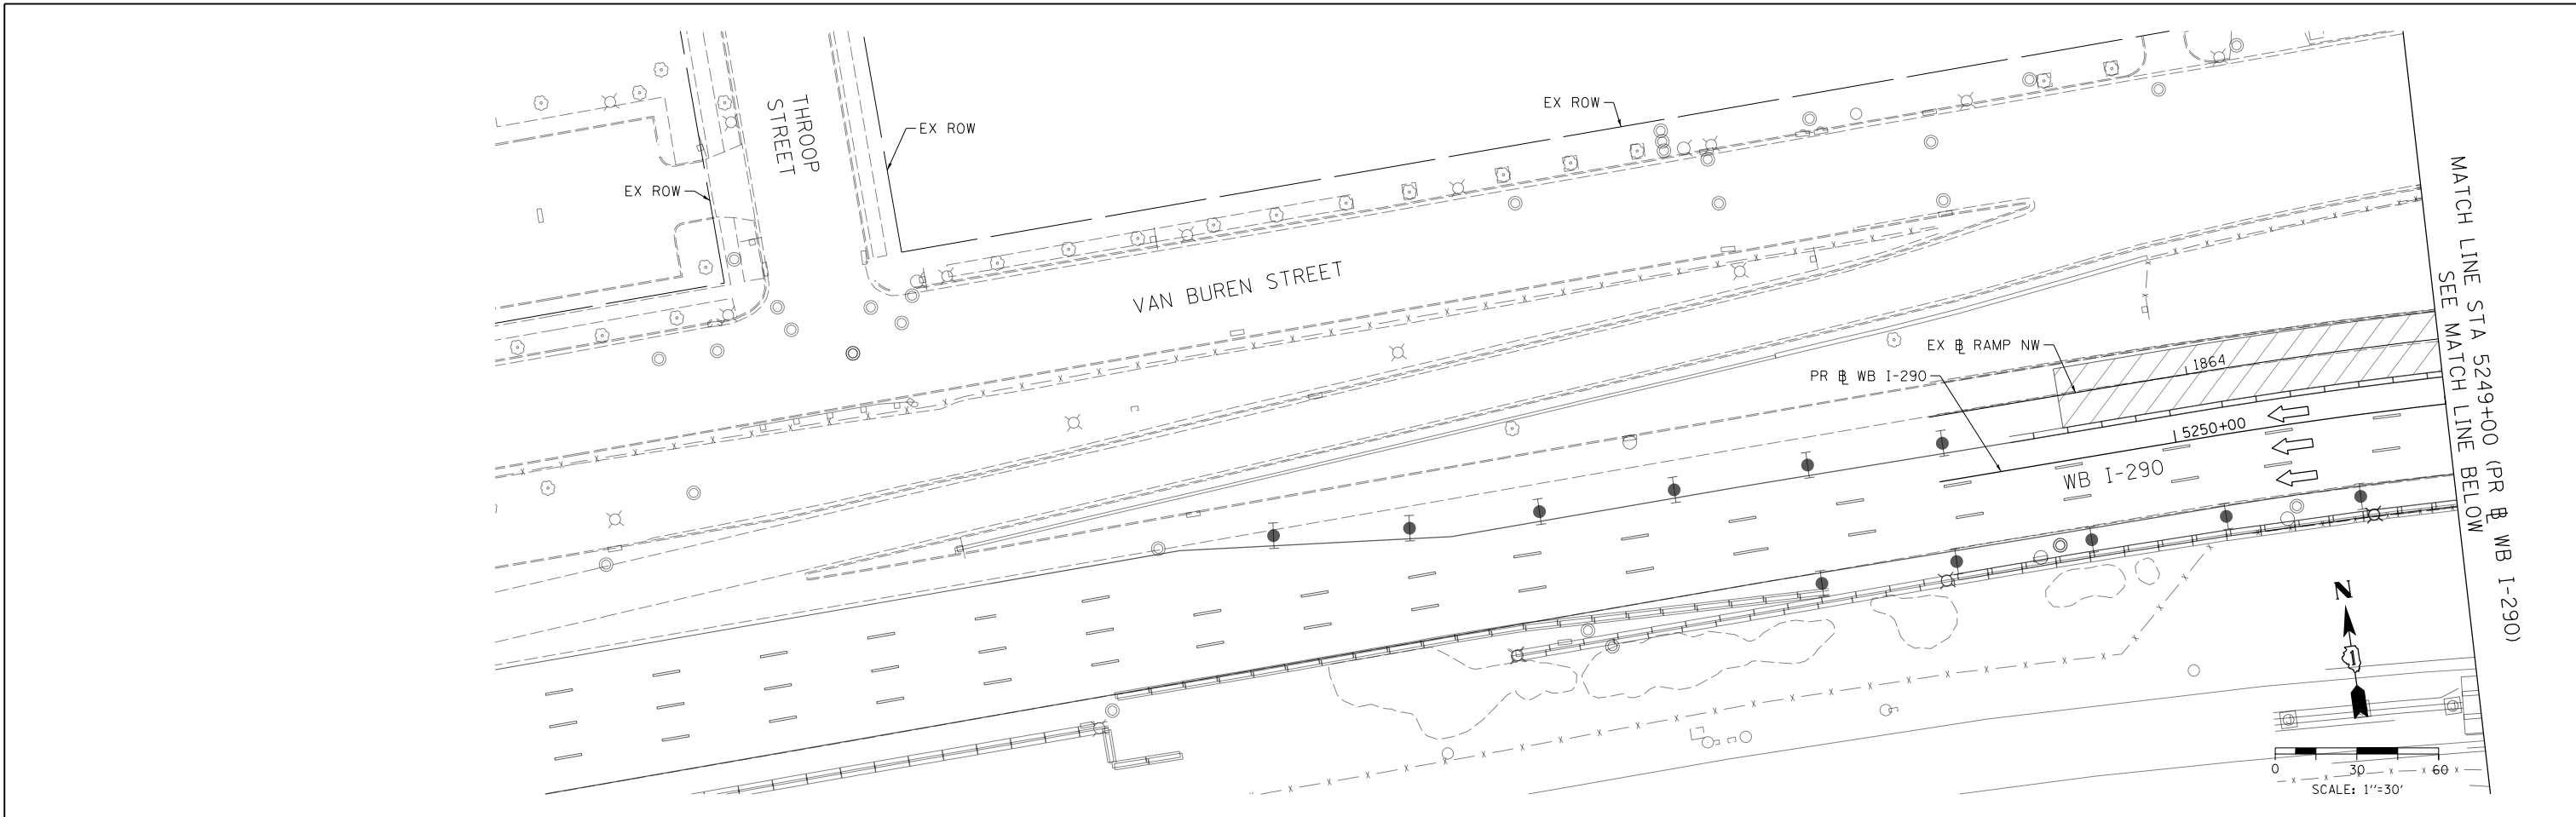 THROOP
STREET
EX ROW
EX ROW
EX ROW
VAN BUREN STREET
MATCH LINE STA 5249+00 (PR ⅊ WB I-290)
SEE MATCH LINE BELOW
EX ⅊ RAMP NW
1864
PR ⅊ WB I-290
5250+00
WB I-290
N
1
0 30 60
SCALE: 1''=30'